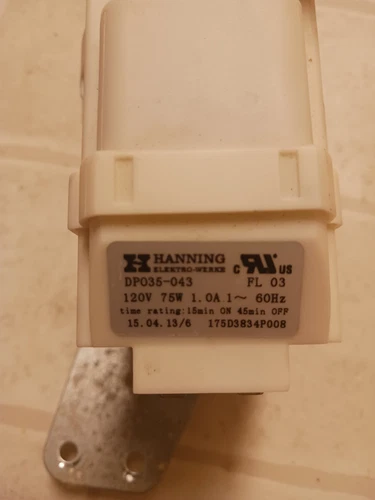 HANNING
ELEKTRO-WERKE
c RU US
DP035-043 FL 03
120V 75W 1.0A 1~ 60Hz
time rating:15min ON 45min OFF
15.04.13/6 175D3834P008